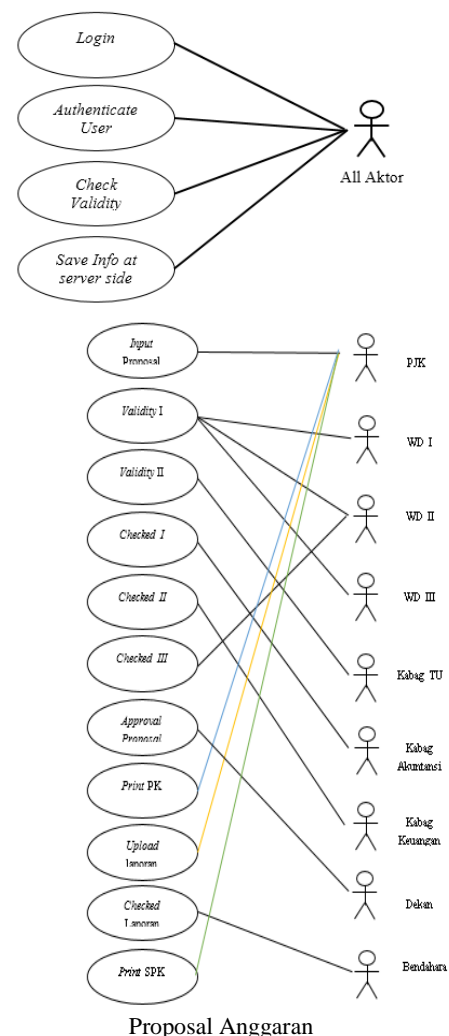 Login
Authenticate
User
Check
Validity
Save Info at
server side
All Aktor
Input
Proposal
PJK
Validity I
WD I
Validity II
WD II
Checked I
Checked II
WD III
Checked III
Kabag TU
Approval
Proposal
Kabag
Akuntansi
Print PK
Kabag
Keuangan
Upload
laporan
Dekan
Checked
Laporan
Bendahara
Print SPK
Proposal Anggaran